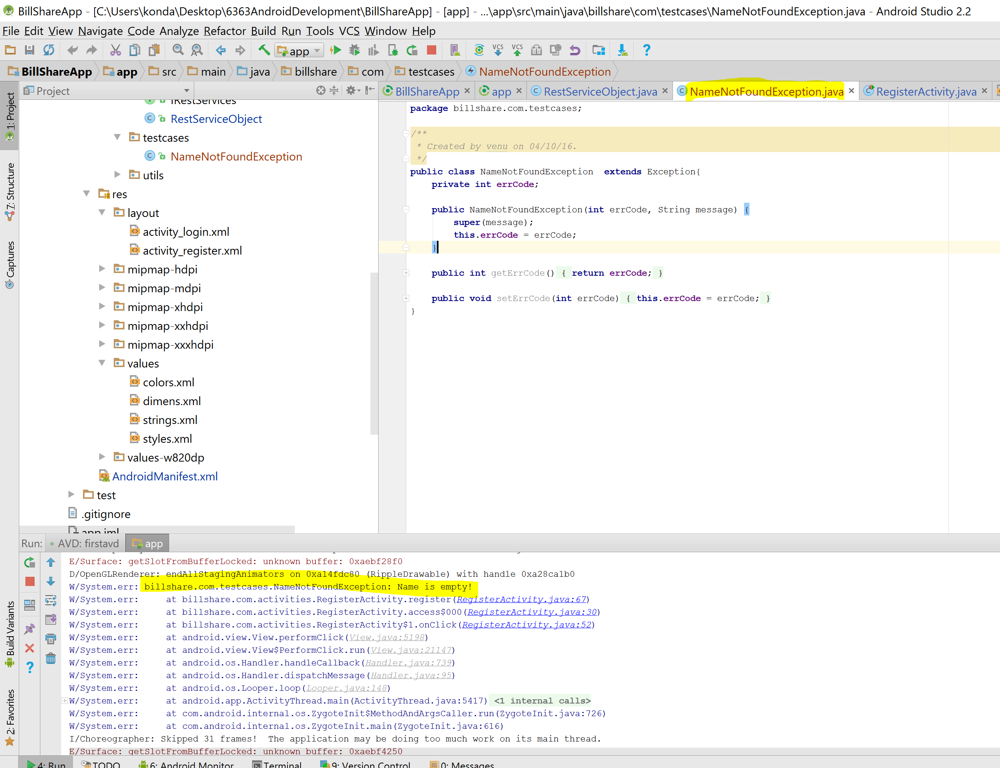 BillShareApp - [C:\Users\konda\Desktop\6363AndroidDevelopment\BillShareApp] - [app] - ...\app\src\main\java\billshare\com\testcases\NameNotFoundException.java - Android Studio 2.2
File Edit View Navigate Code Analyze Refactor Build Run Tools VCS Window Help
app VCS VCS ?
BillShareApp app src main java billshare com testcases NameNotFoundException
Project
BillShareApp app RestServiceObject.java NameNotFoundException.java RegisterActivity.java
1: Project
7: Structure
Captures
Build Variants
2: Favorites
IRestServices
RestServiceObject
testcases
NameNotFoundException
utils
res
layout
activity_login.xml
activity_register.xml
mipmap-hdpi
mipmap-mdpi
mipmap-xhdpi
mipmap-xxhdpi
mipmap-xxxhdpi
values
colors.xml
dimens.xml
strings.xml
styles.xml
values-w820dp
AndroidManifest.xml
test
.gitignore
app.iml
package billshare.com.testcases;
/**
 * Created by venu on 04/10/16.
 */
public class NameNotFoundException  extends Exception{
    private int errCode;
    public NameNotFoundException(int errCode, String message) {
        super(message);
        this.errCode = errCode;
    }
    public int getErrCode() { return errCode; }
    public void setErrCode(int errCode) { this.errCode = errCode; }
}
Run: AVD: firstavd app
E/Surface: getSlotFromBufferLocked: unknown buffer: 0xaebf28f0
D/OpenGLRenderer: endAllStagingAnimators on 0xa14fdc80 (RippleDrawable) with handle 0xa28ca1b0
W/System.err: billshare.com.testcases.NameNotFoundException: Name is empty!
W/System.err:     at billshare.com.activities.RegisterActivity.register(RegisterActivity.java:67)
W/System.err:     at billshare.com.activities.RegisterActivity.access$000(RegisterActivity.java:30)
W/System.err:     at billshare.com.activities.RegisterActivity$1.onClick(RegisterActivity.java:52)
W/System.err:     at android.view.View.performClick(View.java:5198)
W/System.err:     at android.view.View$PerformClick.run(View.java:21147)
W/System.err:     at android.os.Handler.handleCallback(Handler.java:739)
W/System.err:     at android.os.Handler.dispatchMessage(Handler.java:95)
W/System.err:     at android.os.Looper.loop(Looper.java:148)
W/System.err:     at android.app.ActivityThread.main(ActivityThread.java:5417) <1 internal calls>
W/System.err:     at com.android.internal.os.ZygoteInit$MethodAndArgsCaller.run(ZygoteInit.java:726)
W/System.err:     at com.android.internal.os.ZygoteInit.main(ZygoteInit.java:616)
I/Choreographer: Skipped 31 frames!  The application may be doing too much work on its main thread.
E/Surface: getSlotFromBufferLocked: unknown buffer: 0xaebf4250
4: Run TODO 6: Android Monitor Terminal 9: Version Control 0: Messages